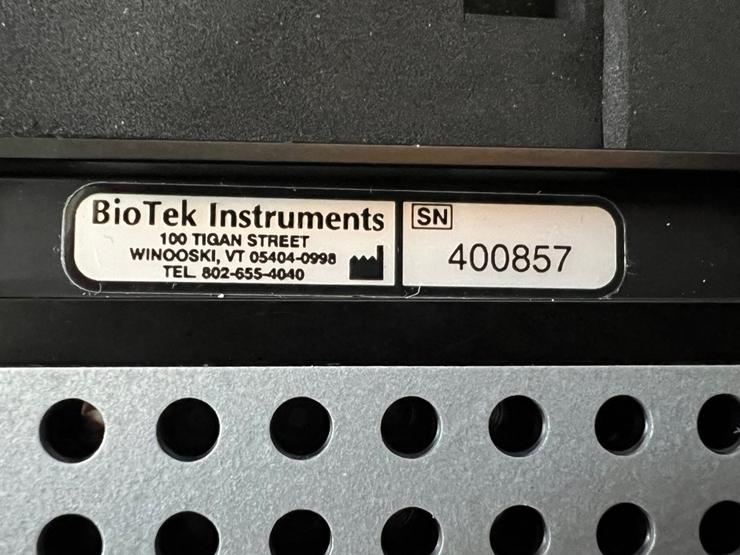 BioTek Instruments
100 TIGAN STREET
WINOOSKI, VT 05404-0998
TEL. 802-655-4040
SN
400857